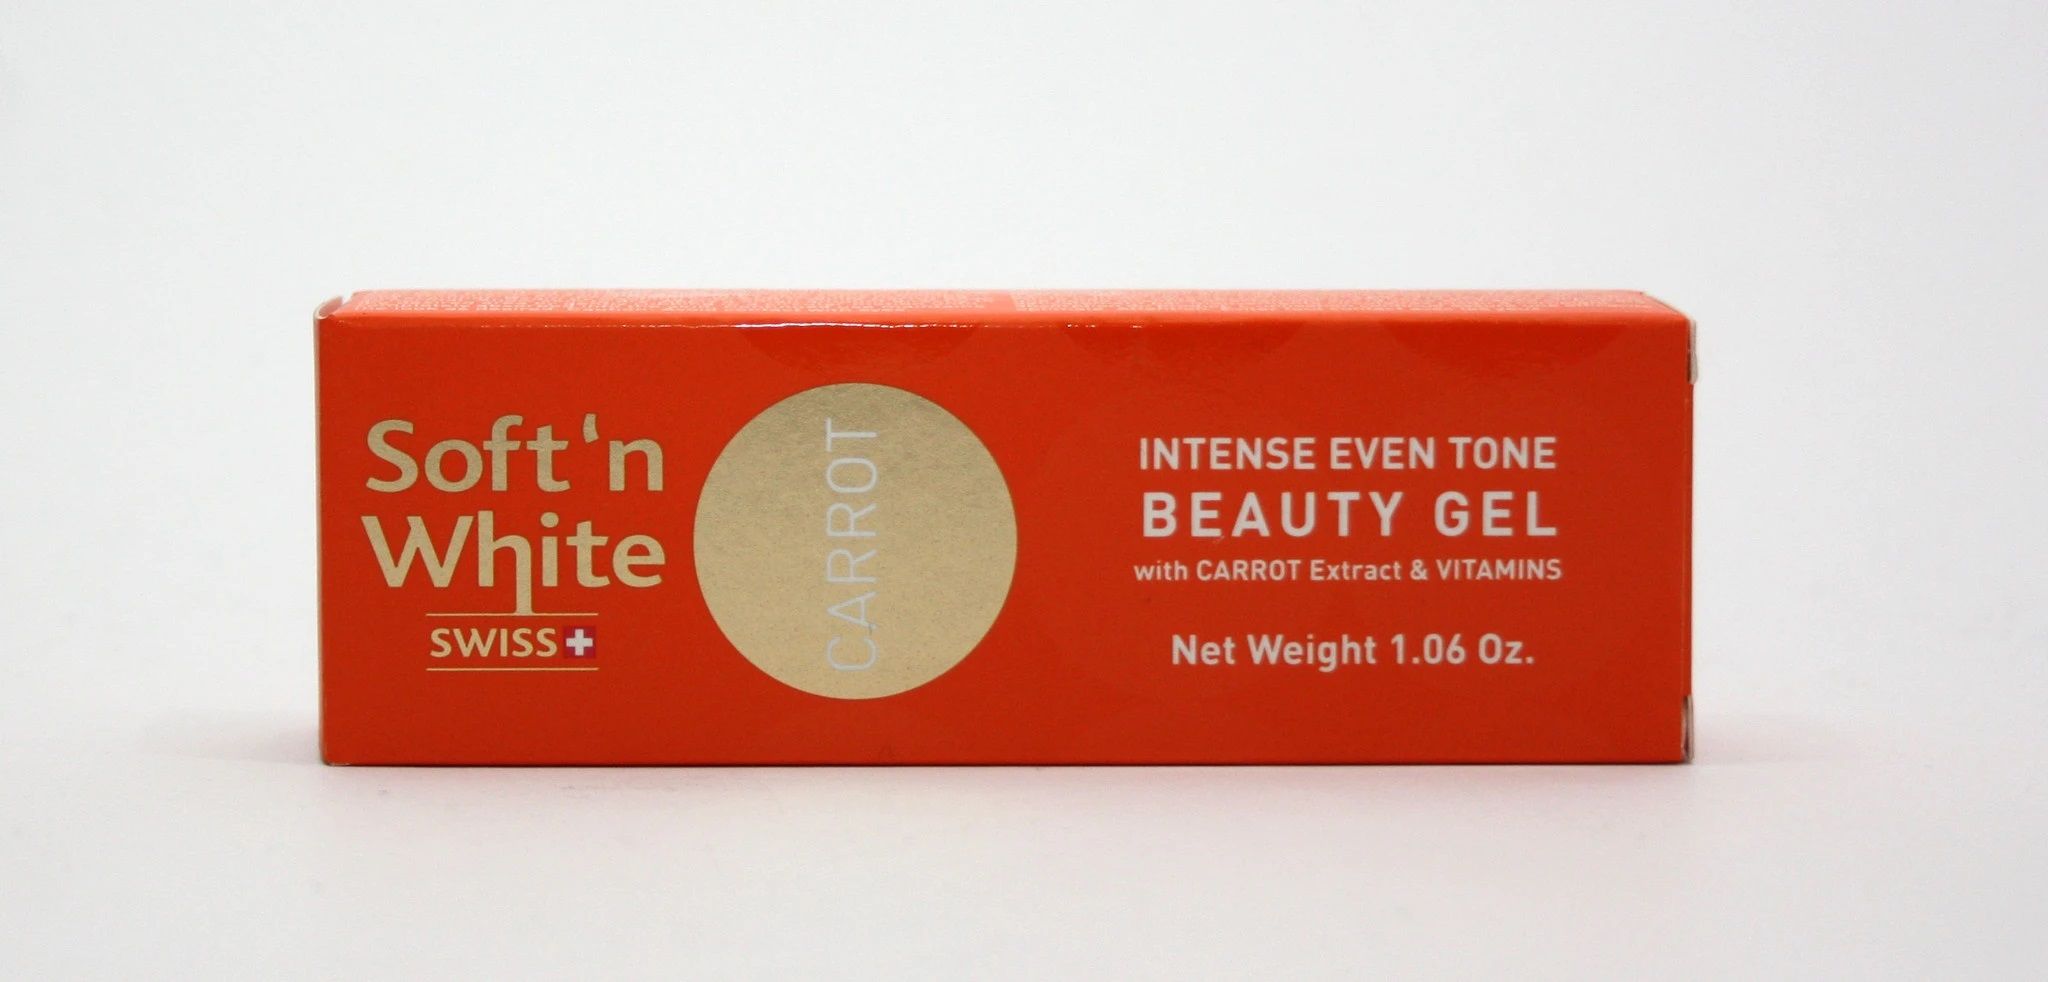 Soft 'n
White
SWISS
CARROT
INTENSE EVEN TONE
BEAUTY GEL
with CARROT Extract & VITAMINS
Net Weight 1.06 Oz.